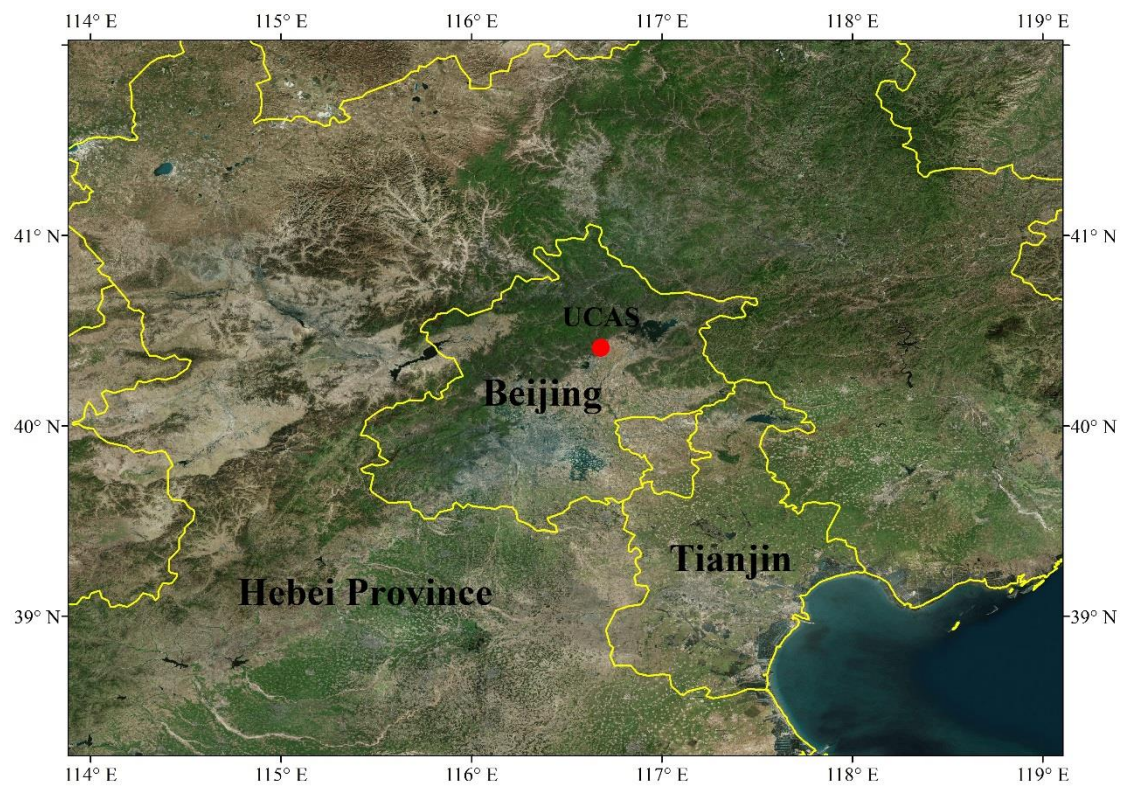 114° E 115° E 116° E 117° E 118° E 119° E
41° N 41° N
UCAS
Beijing
40° N 40° N
Tianjin
Hebei Province
39° N 39° N
114° E 115° E 116° E 117° E 118° E 119° E